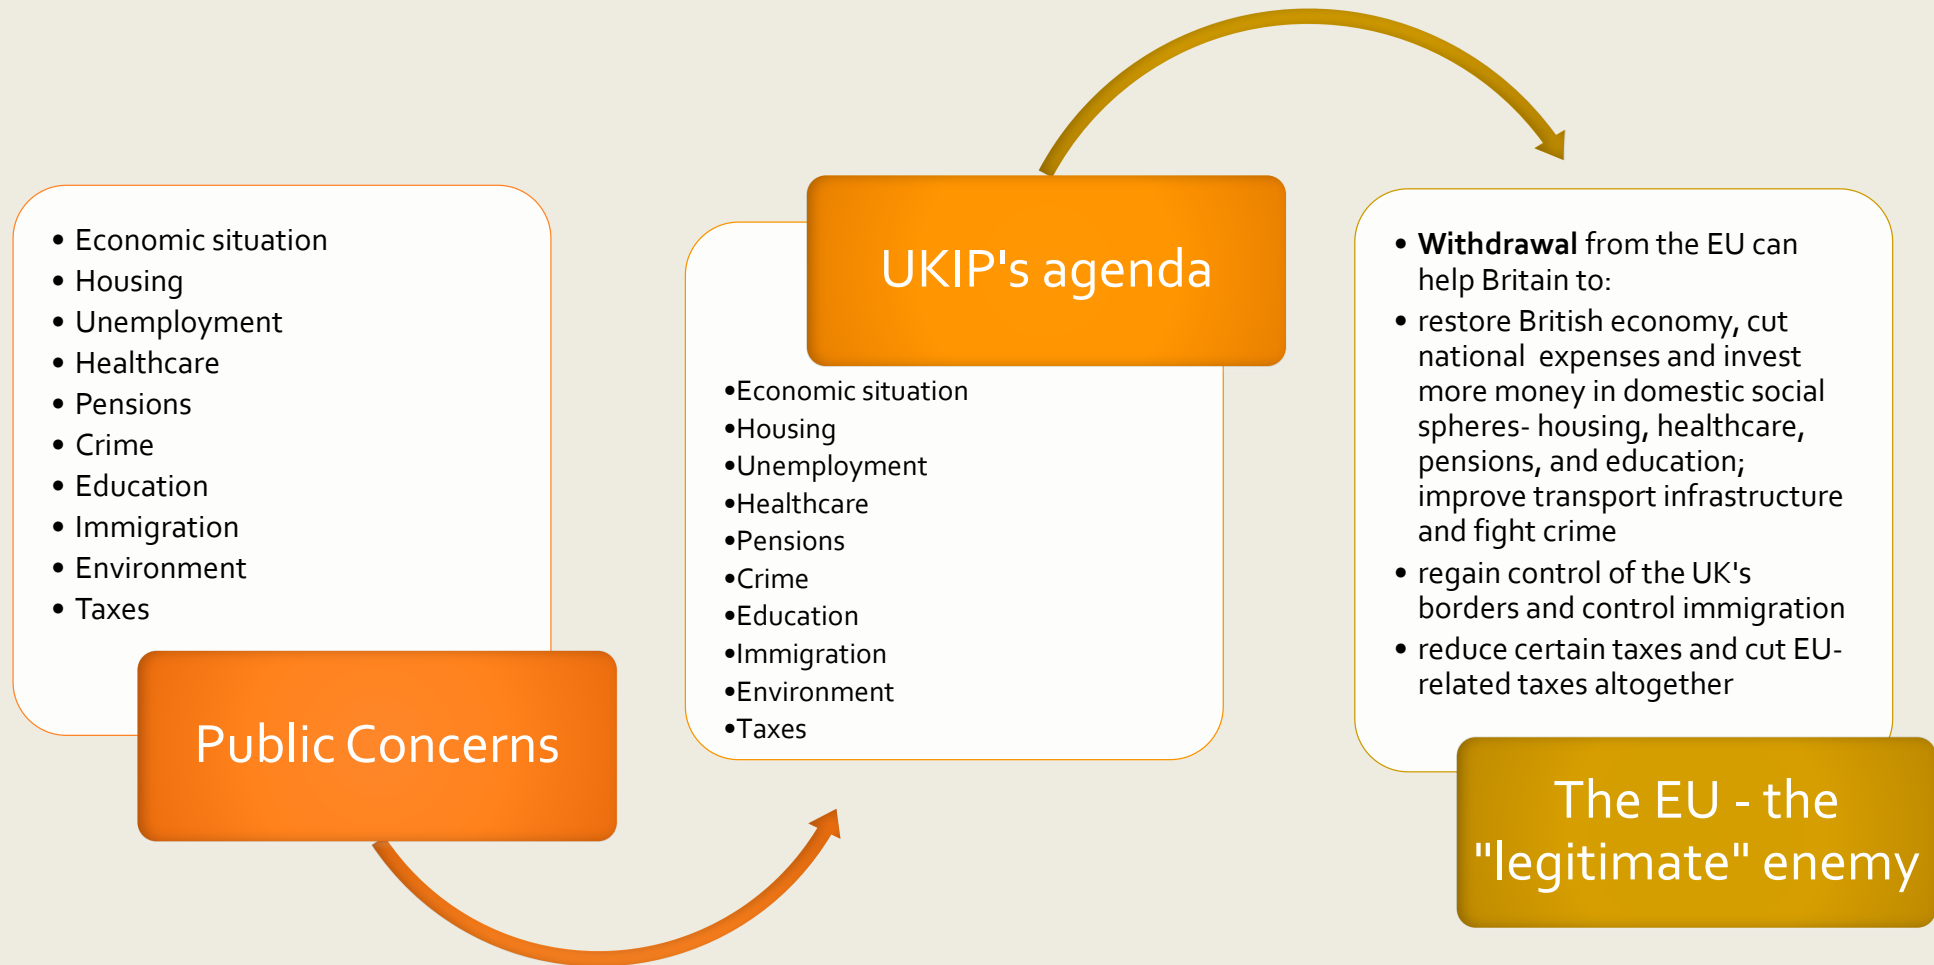 • Economic situation
• Housing
• Unemployment
• Healthcare
• Pensions
• Crime
• Education
• Immigration
• Environment
• Taxes
Public Concerns
UKIP's agenda
•Economic situation
•Housing
•Unemployment
•Healthcare
•Pensions
•Crime
•Education
•Immigration
•Environment
•Taxes
• Withdrawal from the EU can
help Britain to:
• restore British economy, cut
national  expenses and invest
more money in domestic social
spheres- housing, healthcare,
pensions, and education;
improve transport infrastructure
and fight crime
• regain control of the UK's
borders and control immigration
• reduce certain taxes and cut EU-
related taxes altogether
The EU - the
"legitimate" enemy